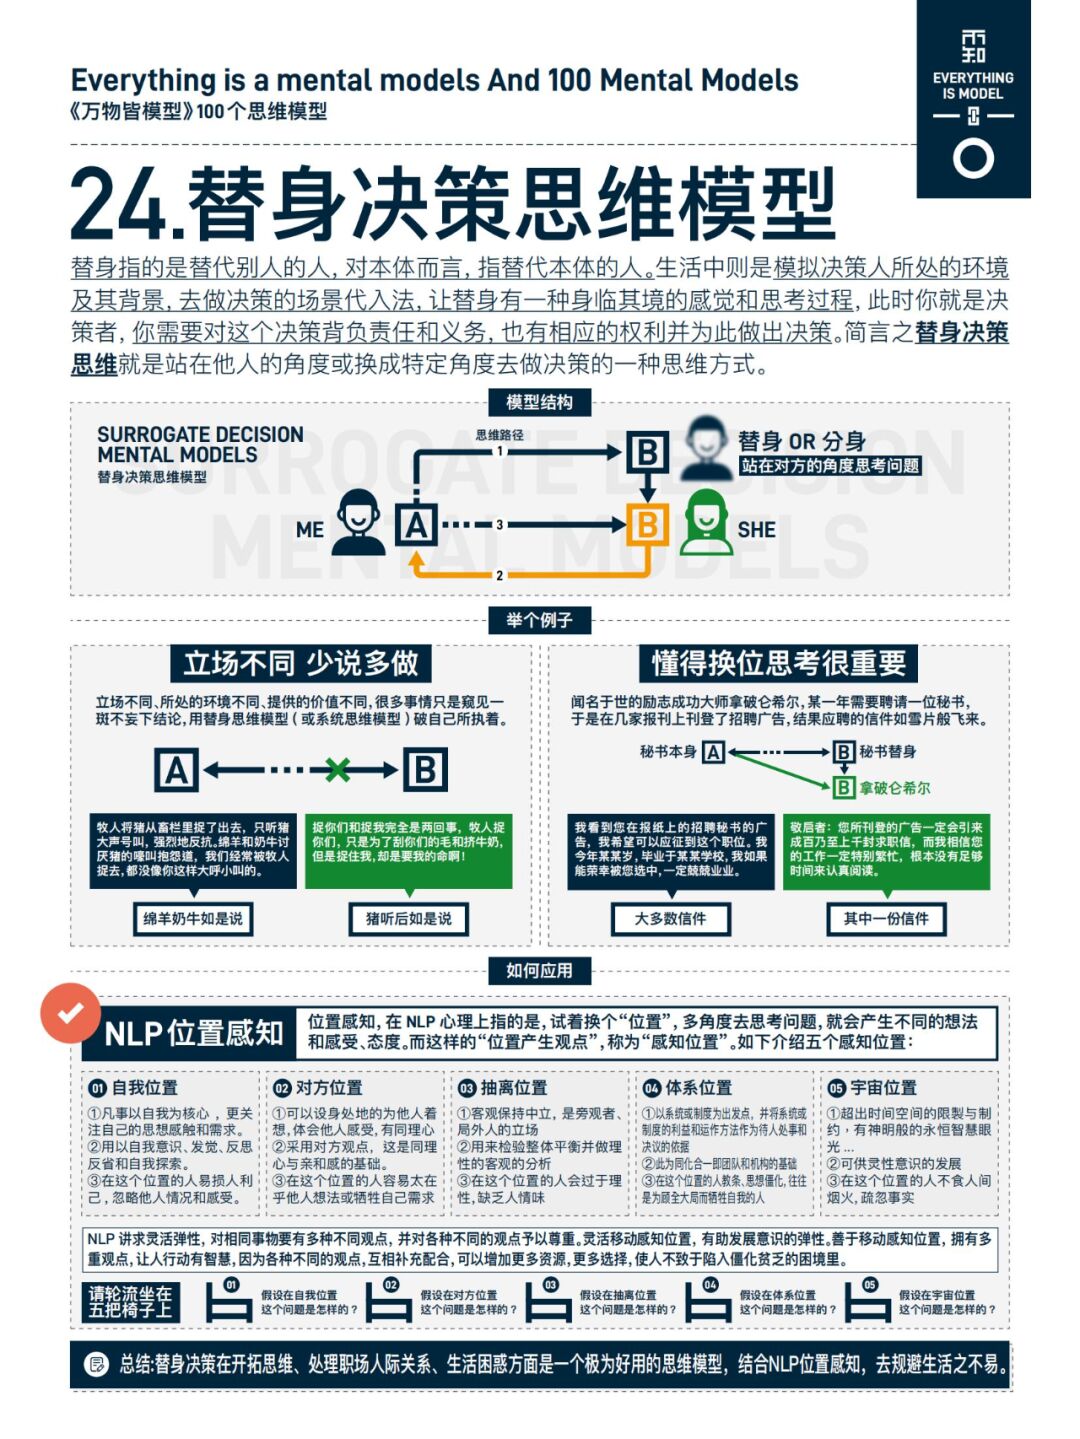 EVERYTHING
IS MODEL
Everything is a mental models And 100 Mental Models
《万物皆模型》100个思维模型
24.替身决策思维模型
替身指的是替代别人的人，对本体而言，指替代本体的人。生活中则是模拟决策人所处的环境
及其背景，去做决策的场景代入法，让替身有一种身临其境的感觉和思考过程，此时你就是决
策者，你需要对这个决策背负责任和义务，也有相应的权利并为此做出决策。简言之替身决策
思维就是站在他人的角度或换成特定角度去做决策的一种思维方式。
模型结构
SURROGATE DECISION
MENTAL MODELS
替身决策思维模型
SURROGATE DECISION
MENTAL MODELS
思维路径
1
B
替身 OR 分身
站在对方的角度思考问题
ME
A
3
B
SHE
2
举个例子
立场不同 少说多做
立场不同、所处的环境不同、提供的价值不同，很多事情只是窥见一
斑不妄下结论，用替身思维模型（或系统思维模型）破自己所执着。
A
B
牧人将猪从畜栏里捉了出去，只听猪
大声号叫，强烈地反抗。绵羊和奶牛讨
厌猪的嚎叫抱怨道，我们经常被牧人
捉去，都没像你这样大呼小叫的。
绵羊奶牛如是说
捉你们和捉我完全是两回事，牧人捉
你们，只是为了刮你们的毛和挤牛奶，
但是捉住我，却是要我的命啊！
猪听后如是说
懂得换位思考很重要
闻名于世的励志成功大师拿破仑希尔，某一年需要聘请一位秘书，
于是在几家报刊上刊登了招聘广告，结果应聘的信件如雪片般飞来。
秘书本身 A
B 秘书替身
B 拿破仑希尔
我看到您在报纸上的招聘秘书的广
告，我希望可以应征到这个职位。我
今年某某岁，毕业于某某学校，我如果
能荣幸被您选中，一定兢兢业业。
大多数信件
敬启者：您所刊登的广告一定会引来
成百乃至上千封求职信，而我相信您
的工作一定特别繁忙，根本没有足够
时间来认真阅读。
其中一份信件
如何应用
NLP位置感知
位置感知，在 NLP 心理上指的是，试着换个“位置”，多角度去思考问题，就会产生不同的想法
和感受、态度。而这样的“位置产生观点”，称为“感知位置”。如下介绍五个感知位置：
01 自我位置
①凡事以自我为核心，更关
注自己的思想感触和需求。
②用以自我意识、发觉、反思
反省和自我探索。
③在这个位置的人易损人利
己，忽略他人情况和感受。
02 对方位置
①可以设身处地的为他人着
想，体会他人感受，有同理心
②采用对方观点，这是同理
心与亲和感的基础。
③在这个位置的人容易太在
乎他人想法或牺牲自己需求
03 抽离位置
①客观保持中立，是旁观者、
局外人的立场
②用来检验整体平衡并做理
性的客观的分析
③在这个位置的人会过于理
性，缺乏人情味
04 体系位置
①以系统或制度为出发点，并将系统或
制度的利益和运作方法作为待人处事和
决议的依据
②此为同化合一即团队和机构的基础
③在这个位置的人教条、思想僵化，往往
是为顾全大局而牺牲自我的人
05 宇宙位置
①超出时间空间的限製与制
约，有神明般的永恒智慧眼
光 ...
②可供灵性意识的发展
③在这个位置的人不食人间
烟火，疏忽事实
NLP 讲求灵活弹性，对相同事物要有多种不同观点，并对各种不同的观点予以尊重。灵活移动感知位置，有助发展意识的弹性。善于移动感知位置，拥有多
重观点，让人行动有智慧，因为各种不同的观点，互相补充配合，可以增加更多资源，更多选择，使人不致于陷入僵化贫乏的困境里。
请轮流坐在
五把椅子上
01
假设在自我位置
这个问题是怎样的？
02
假设在对方位置
这个问题是怎样的？
03
假设在抽离位置
这个问题是怎样的？
04
假设在体系位置
这个问题是怎样的？
05
假设在宇宙位置
这个问题是怎样的？
总结:替身决策在开拓思维、处理职场人际关系、生活困惑方面是一个极为好用的思维模型，结合NLP位置感知，去规避生活之不易。